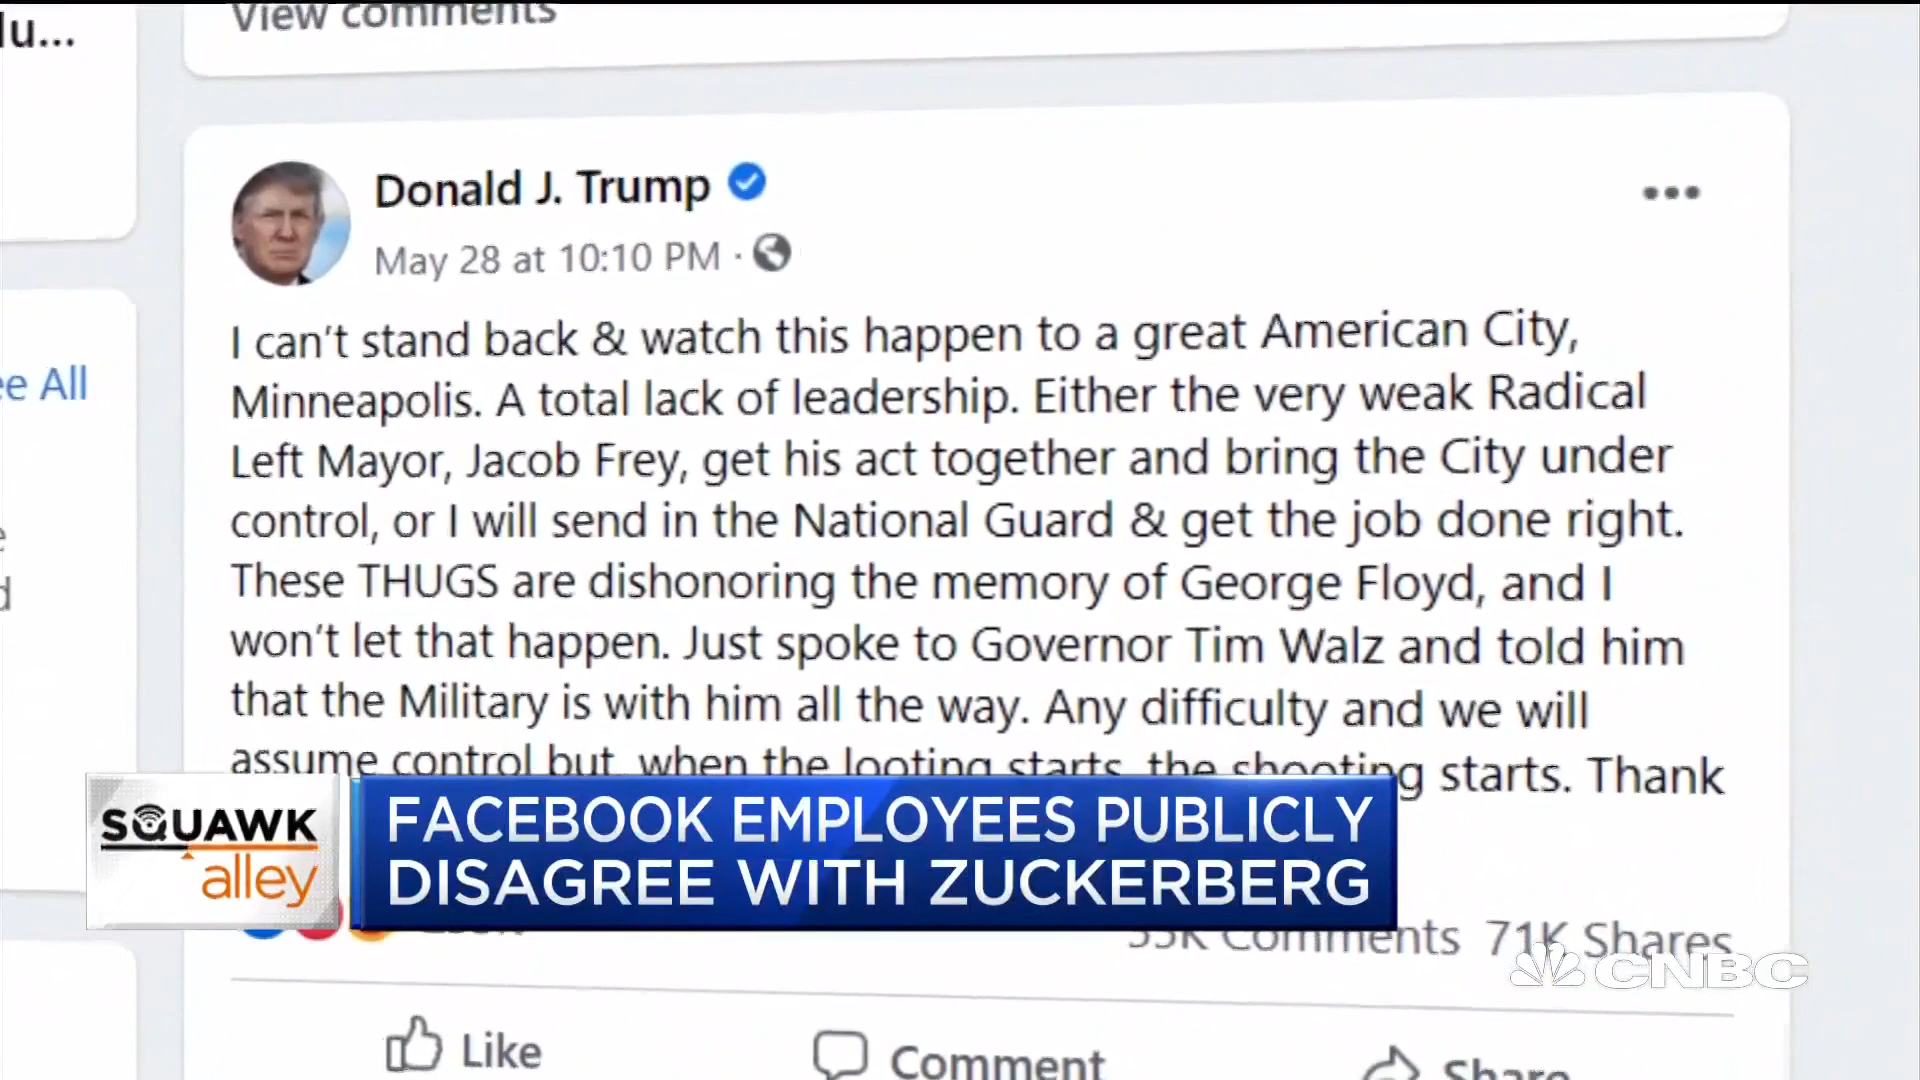 View comments
Donald J. Trump
May 28 at 10:10 PM ·
I can't stand back & watch this happen to a great American City,
Minneapolis. A total lack of leadership. Either the very weak Radical
Left Mayor, Jacob Frey, get his act together and bring the City under
control, or I will send in the National Guard & get the job done right.
These THUGS are dishonoring the memory of George Floyd, and I
won't let that happen. Just spoke to Governor Tim Walz and told him
that the Military is with him all the way. Any difficulty and we will
assume control but, when the looting starts, the shooting starts. Thank
ee All
SQUAWK
alley
FACEBOOK EMPLOYEES PUBLICLY
DISAGREE WITH ZUCKERBERG
Comments 71K Shares
CNBC
Like
Comment
Share